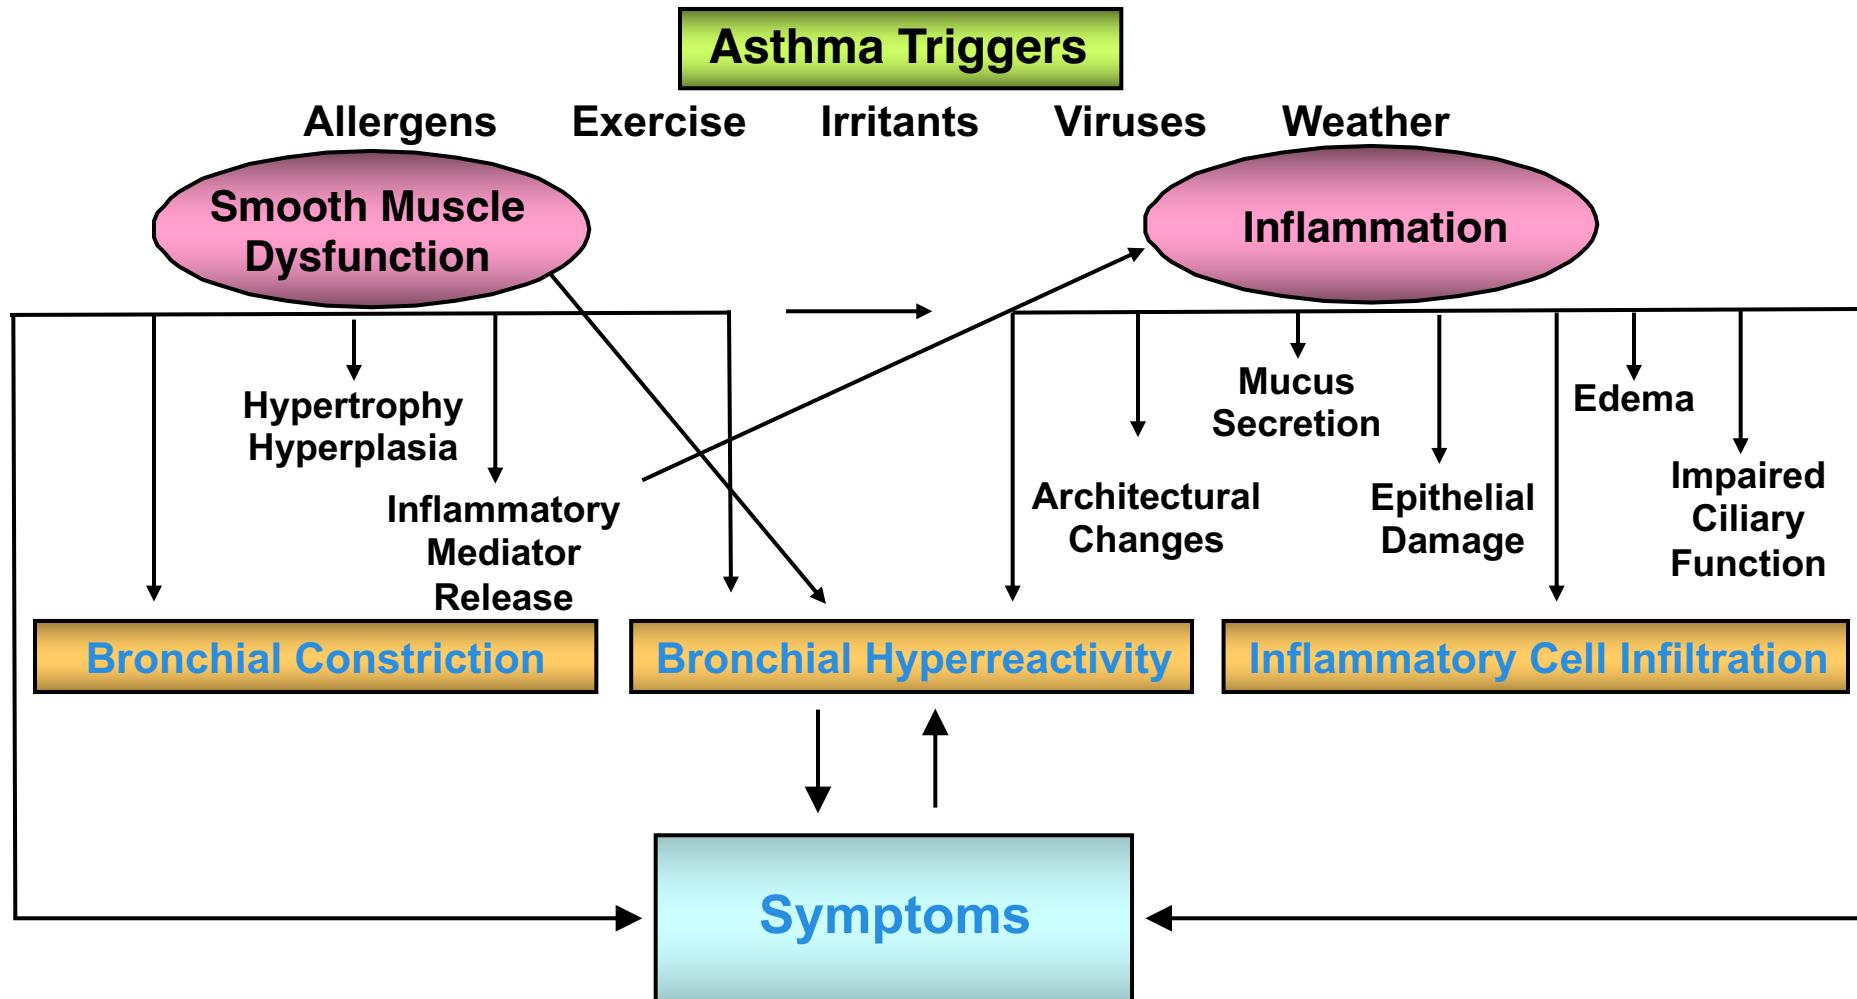 Asthma Triggers
Allergens Exercise Irritants Viruses Weather
Smooth Muscle
Dysfunction
Inflammation
Hypertrophy
Hyperplasia
Inflammatory
Mediator
Release
Architectural
Changes
Mucus
Secretion
Epithelial
Damage
Edema
Impaired
Ciliary
Function
Bronchial Constriction
Bronchial Hyperreactivity
Inflammatory Cell Infiltration
Symptoms